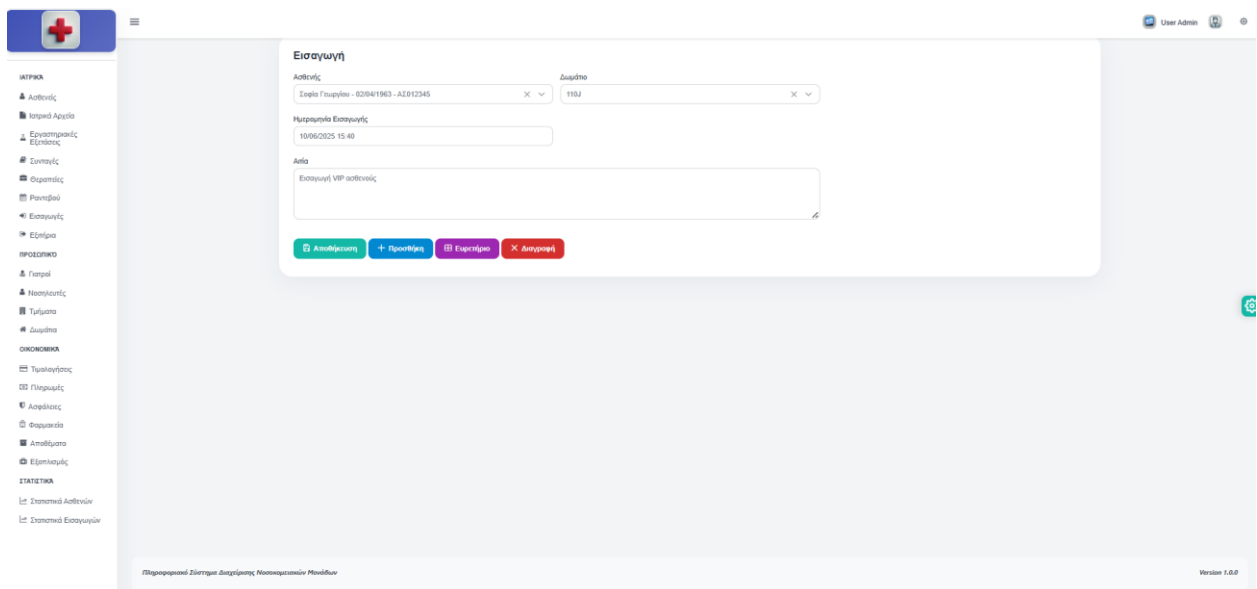 User Admin
ΙΑΤΡΙΚΑ
Ασθενείς
Ιατρικά Αρχεία
Εργαστηριακές
Εξετάσεις
Συνταγές
Θεραπείες
Ραντεβού
Εισαγωγές
Εξιτήρια
ΠΡΟΣΩΠΙΚΟ
Γιατροί
Νοσηλευτές
Τμήματα
Δωμάτια
ΟΙΚΟΝΟΜΙΚΑ
Τιμολογήσεις
Πληρωμές
Ασφάλειες
Φαρμακεία
Αποθέματα
Εξοπλισμός
ΣΤΑΤΙΣΤΙΚΑ
Στατιστικά Ασθενών
Στατιστικά Εισαγωγών
Εισαγωγή
Ασθενής Δωμάτιο
Σοφία Γεωργίου - 02/04/1963 - ΑΣ012345 110J
Ημερομηνία Εισαγωγής
10/06/2025 15:40
Αιτία
Εισαγωγή VIP ασθενούς
Αποθήκευση Προσθήκη Ευρετήριο Διαγραφή
Πληροφοριακό Σύστημα Διαχείρισης Νοσοκομειακών Μονάδων Version 1.0.0